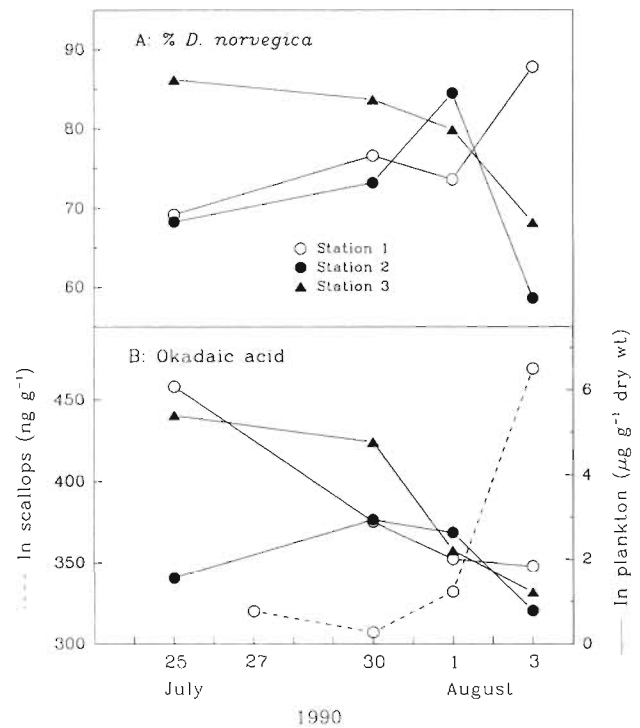 A: % D. norvegica
90
80
70
60
○ Station 1
● Station 2
▲ Station 3
B: Okadaic acid
In scallops (ng g⁻¹)
450
400
350
300
In plankton (μg g⁻¹ dry wt)
6
4
2
0
25 27 30 1 3
July August
1990